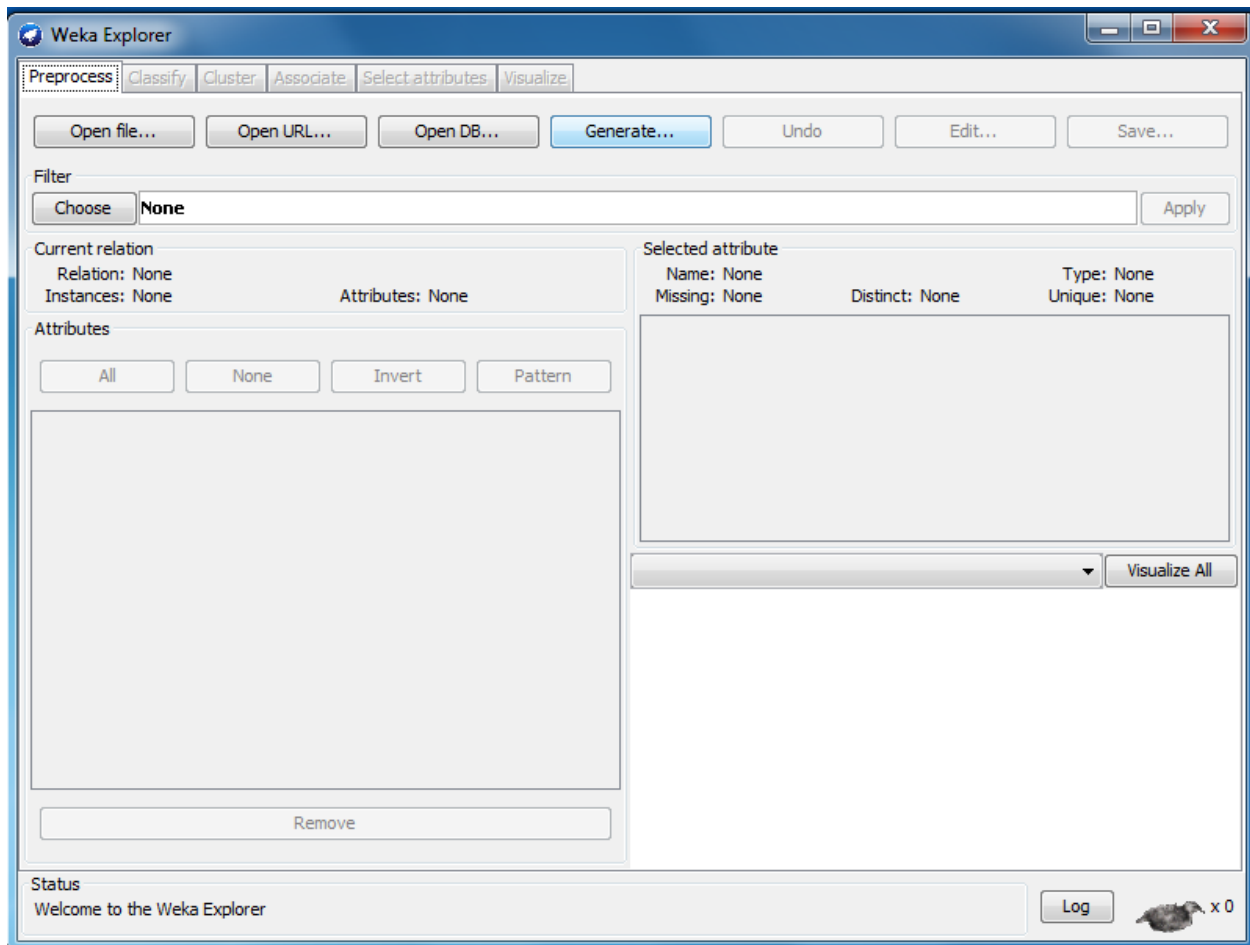 Weka Explorer
Preprocess Classify Cluster Associate Select attributes Visualize
Open file... Open URL... Open DB... Generate... Undo Edit... Save...
Filter
Choose None Apply
Current relation
Relation: None
Instances: None Attributes: None
Selected attribute
Name: None Type: None
Missing: None Distinct: None Unique: None
Attributes
All None Invert Pattern
Visualize All
Remove
Status
Welcome to the Weka Explorer
Log x 0